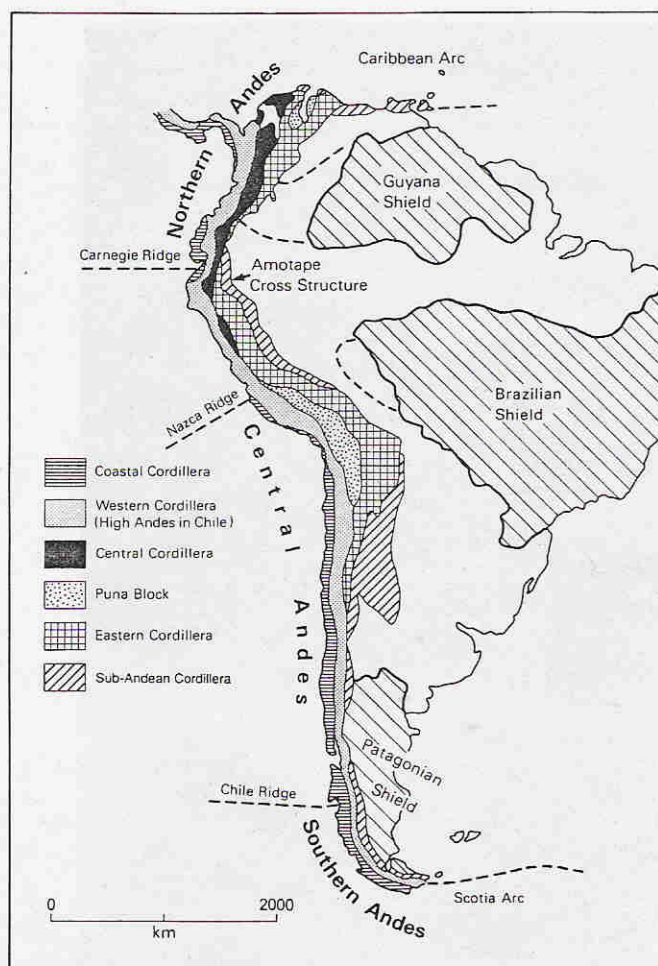 Caribbean Arc
Northern Andes
Guyana
Shield
Carnegie Ridge
Amotape
Cross Structure
Nazca Ridge
Brazilian
Shield
Central Andes
Coastal Cordillera
Western Cordillera
(High Andes in Chile)
Central Cordillera
Puna Block
Eastern Cordillera
Sub-Andean Cordillera
Patagonian
Shield
Chile Ridge
Southern Andes
Scotia Arc
0 2000
km